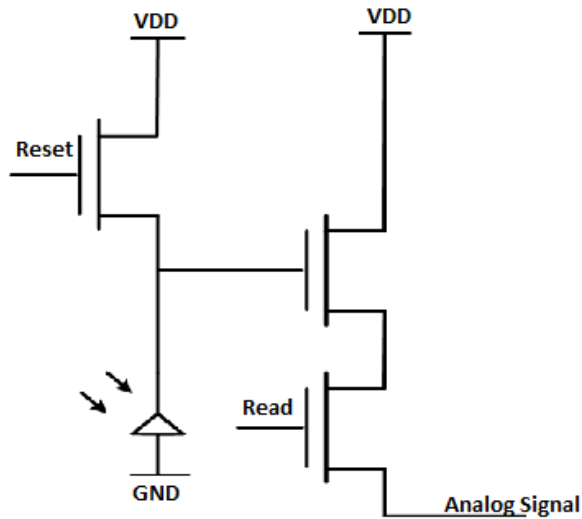 VDD
VDD
Reset
Read
GND
Analog Signal